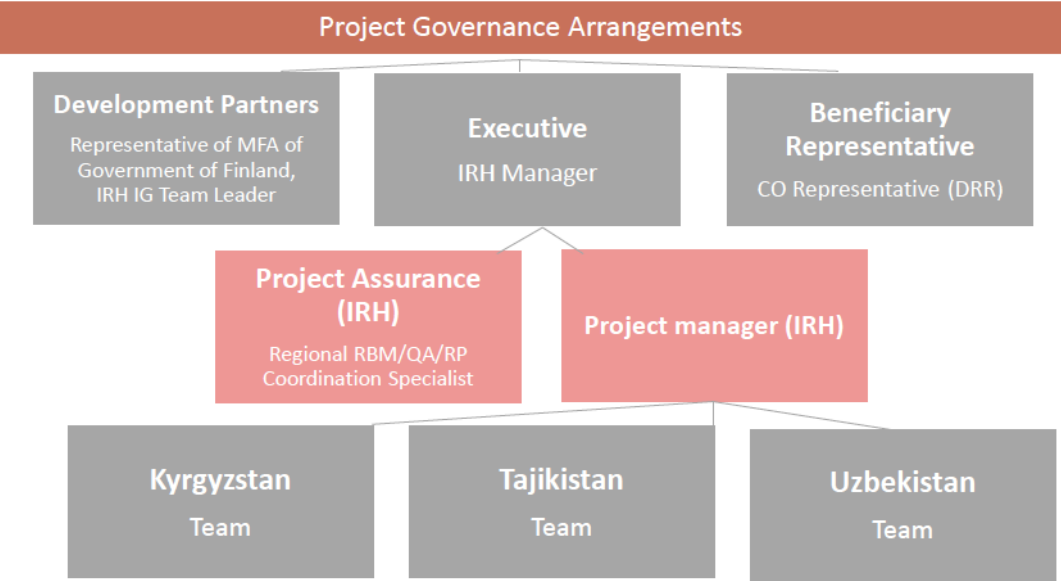 Project Governance Arrangements
Development Partners
Representative of MFA of
Government of Finland,
IRH IG Team Leader
Executive
IRH Manager
Beneficiary
Representative
CO Representative (DRR)
Project Assurance
(IRH)
Regional RBM/QA/RP
Coordination Specialist
Project manager (IRH)
Kyrgyzstan
Team
Tajikistan
Team
Uzbekistan
Team